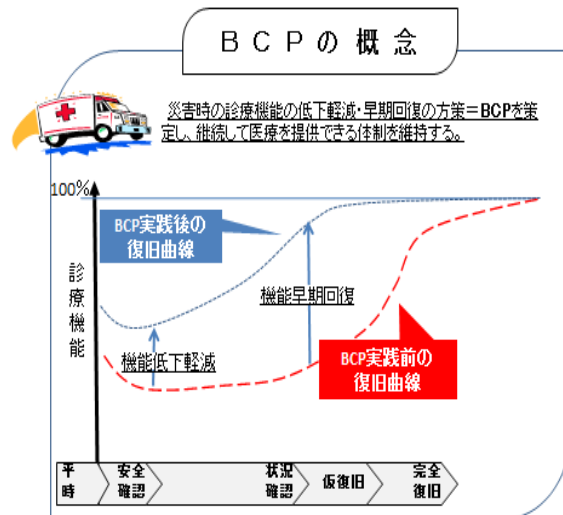 BCPの概念
災害時の診療機能の低下軽減・早期回復の方策=BCPを策
定し、継続して医療を提供できる体制を維持する。
100%
BCP実践後の
復旧曲線
診療機能
機能早期回復
機能低下軽減
BCP実践前の
復旧曲線
平時
安全
確認
状況
確認
仮復旧
完全
復旧